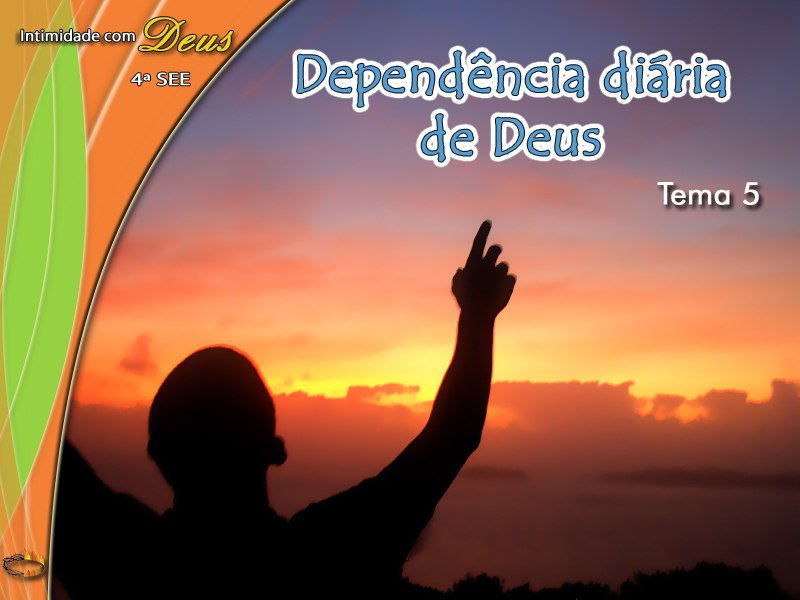 Intimidade com Deus
4ª SEE
Dependência diária
de Deus
Tema 5